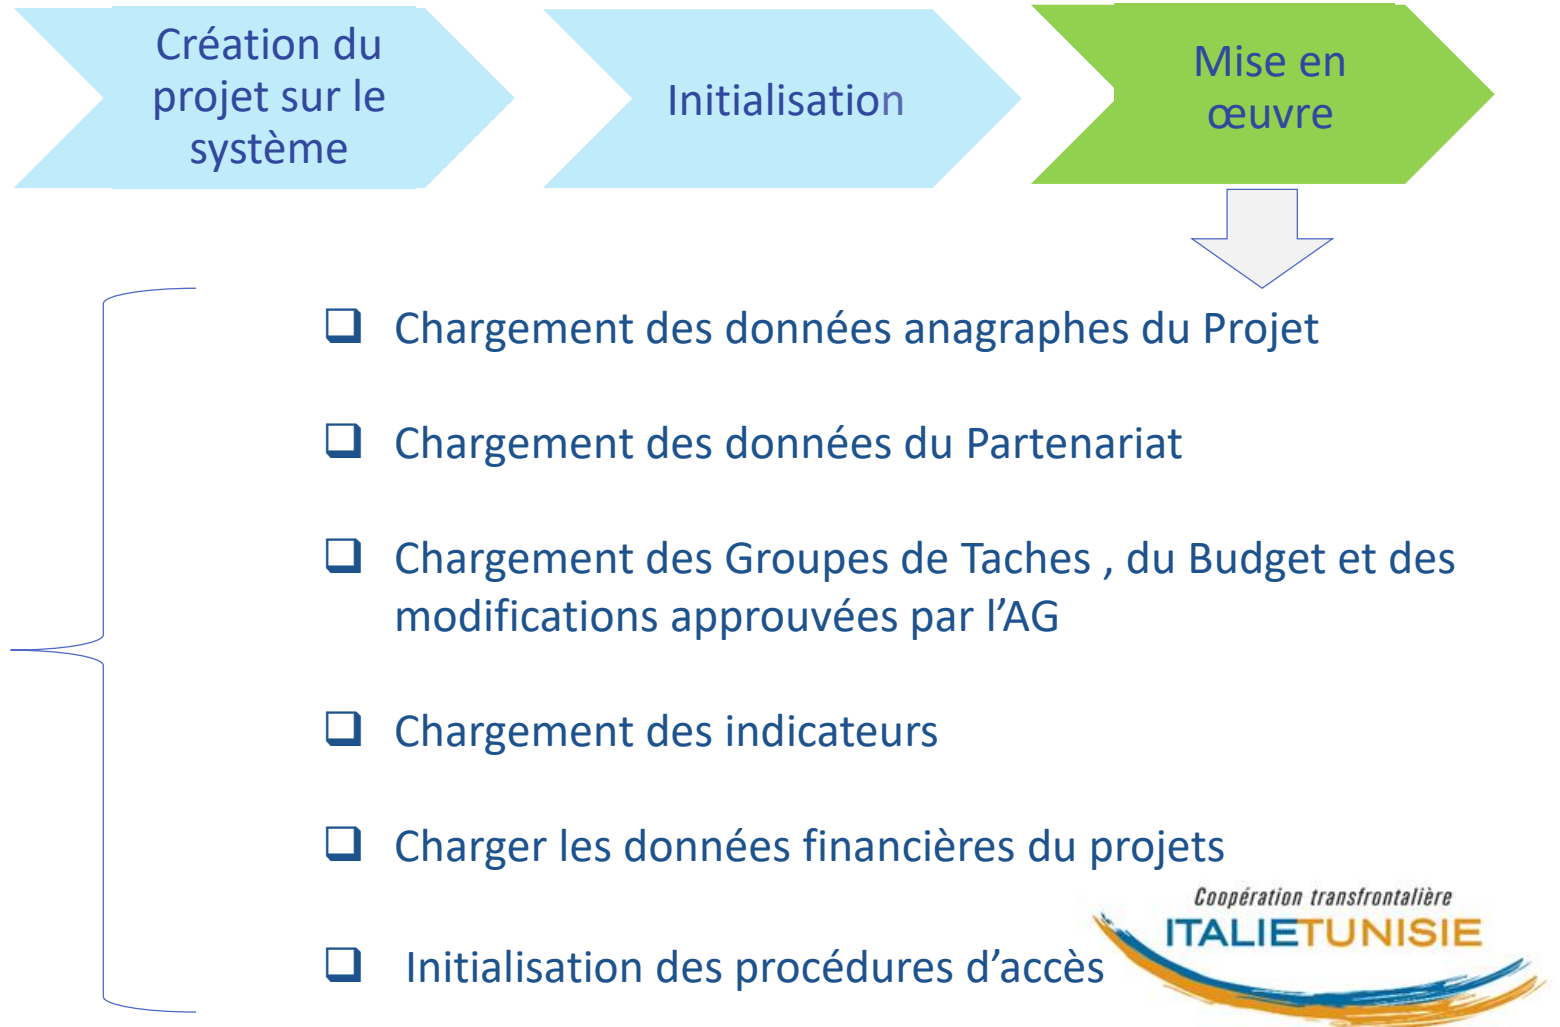 Création du
projet sur le
système
Initialisation
Mise en
œuvre
❑ Chargement des données anagraphes du Projet
❑ Chargement des données du Partenariat
❑ Chargement des Groupes de Taches , du Budget et des
modifications approuvées par l’AG
❑ Chargement des indicateurs
❑ Charger les données financières du projets
❑ Initialisation des procédures d’accès
Coopération transfrontalière
ITALIETUNISIE